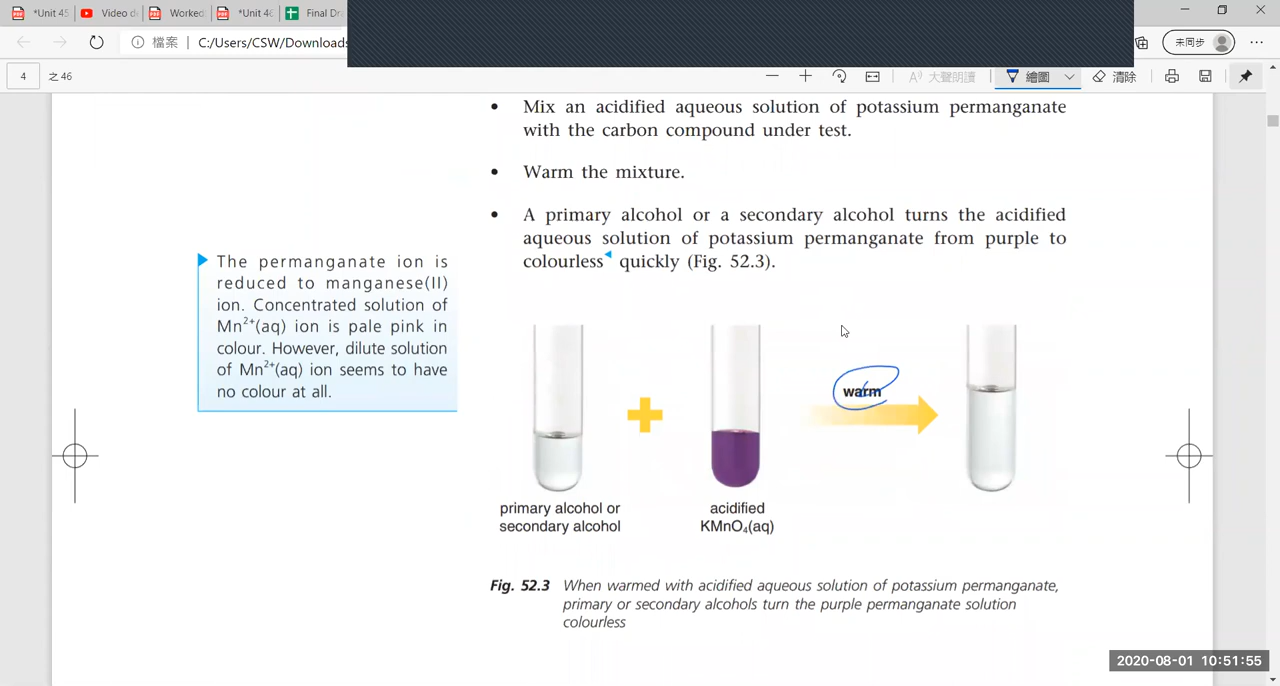 *Unit 45
Video d
Worked
*Unit 4
Final Dr
檔案
C:/Users/CSW/Downloads
未同步
4
之 46
大聲朗讀
繪圖
清除
• Mix an acidified aqueous solution of potassium permanganate
with the carbon compound under test.
• Warm the mixture.
• A primary alcohol or a secondary alcohol turns the acidified
aqueous solution of potassium permanganate from purple to
colourless quickly (Fig. 52.3).
The permanganate ion is
reduced to manganese(II)
ion. Concentrated solution of
Mn²⁺(aq) ion is pale pink in
colour. However, dilute solution
of Mn²⁺(aq) ion seems to have
no colour at all.
warm
primary alcohol or
secondary alcohol
acidified
KMnO₄(aq)
Fig. 52.3 When warmed with acidified aqueous solution of potassium permanganate,
primary or secondary alcohols turn the purple permanganate solution
colourless
2020-08-01 10:51:55